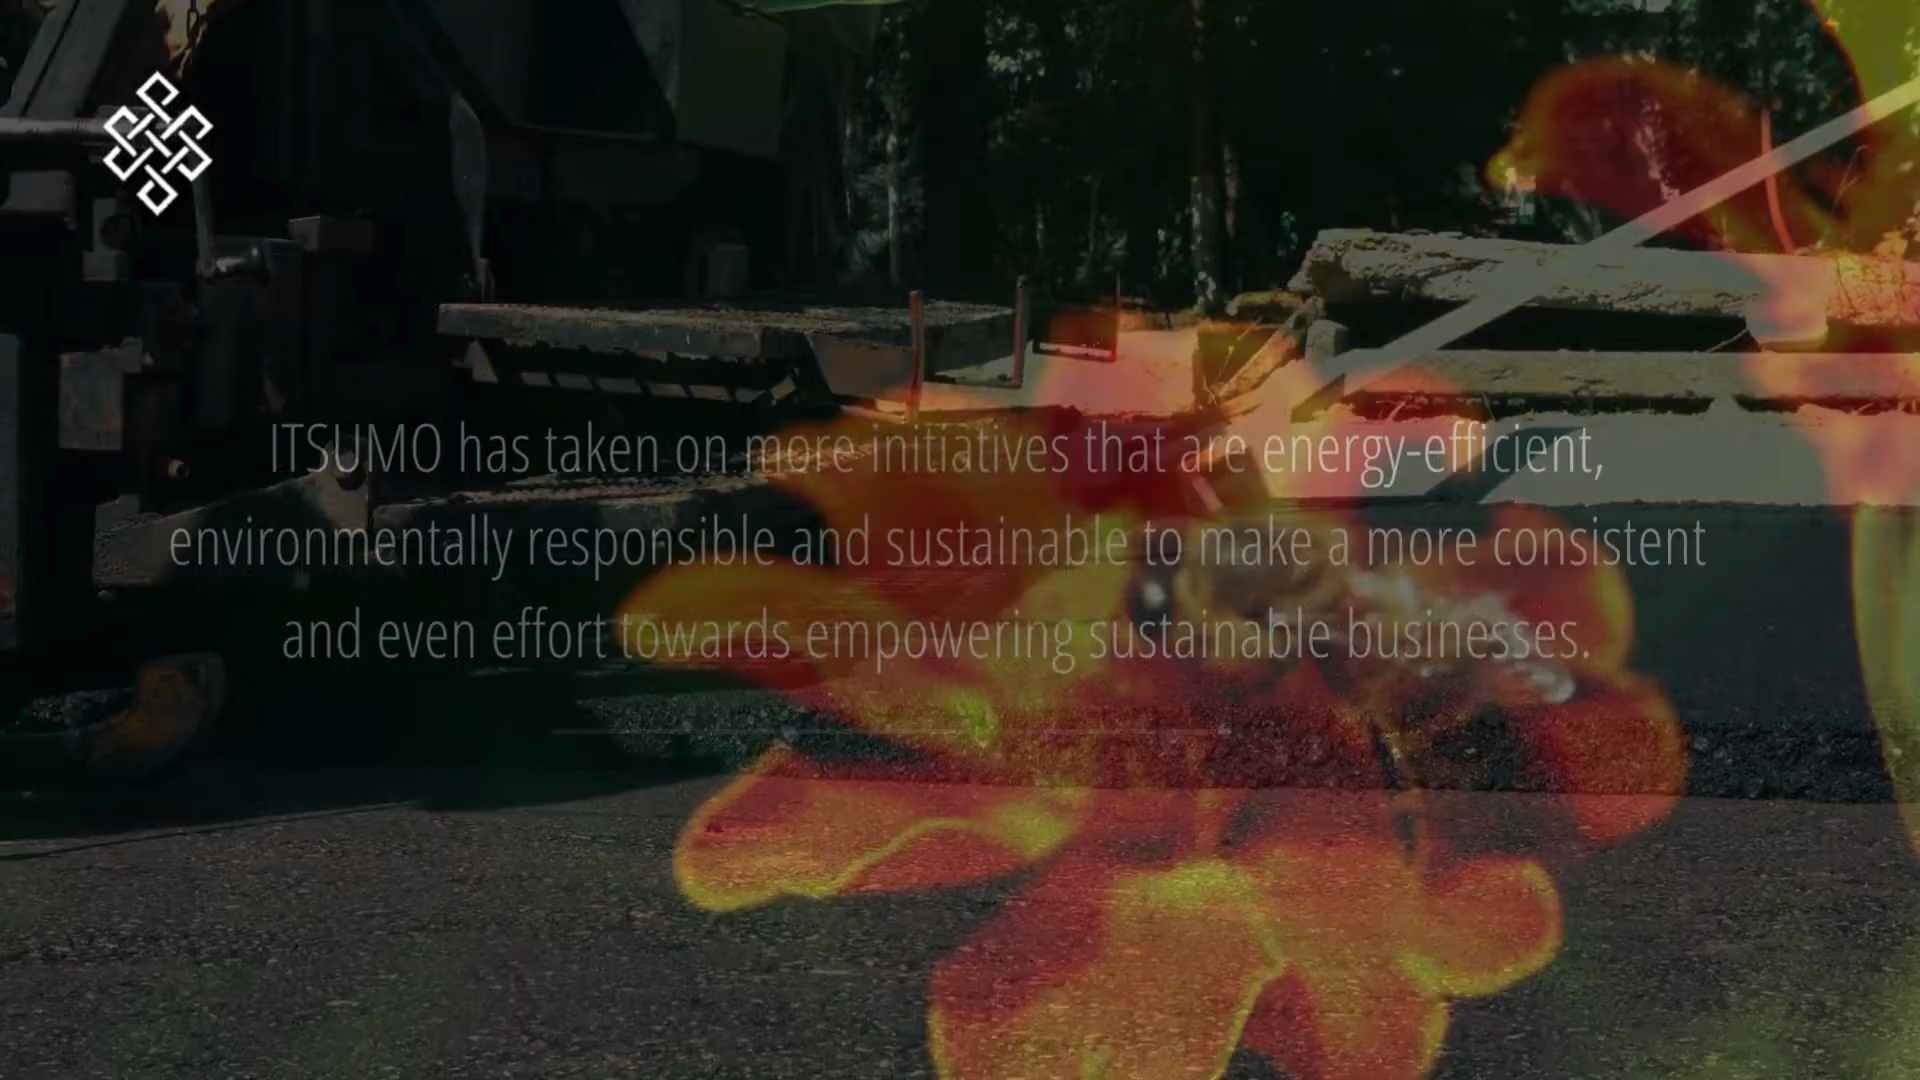 ITSUMO has taken on more initiatives that are energy-efficient,
environmentally responsible and sustainable to make a more consistent
and even effort towards empowering sustainable businesses.